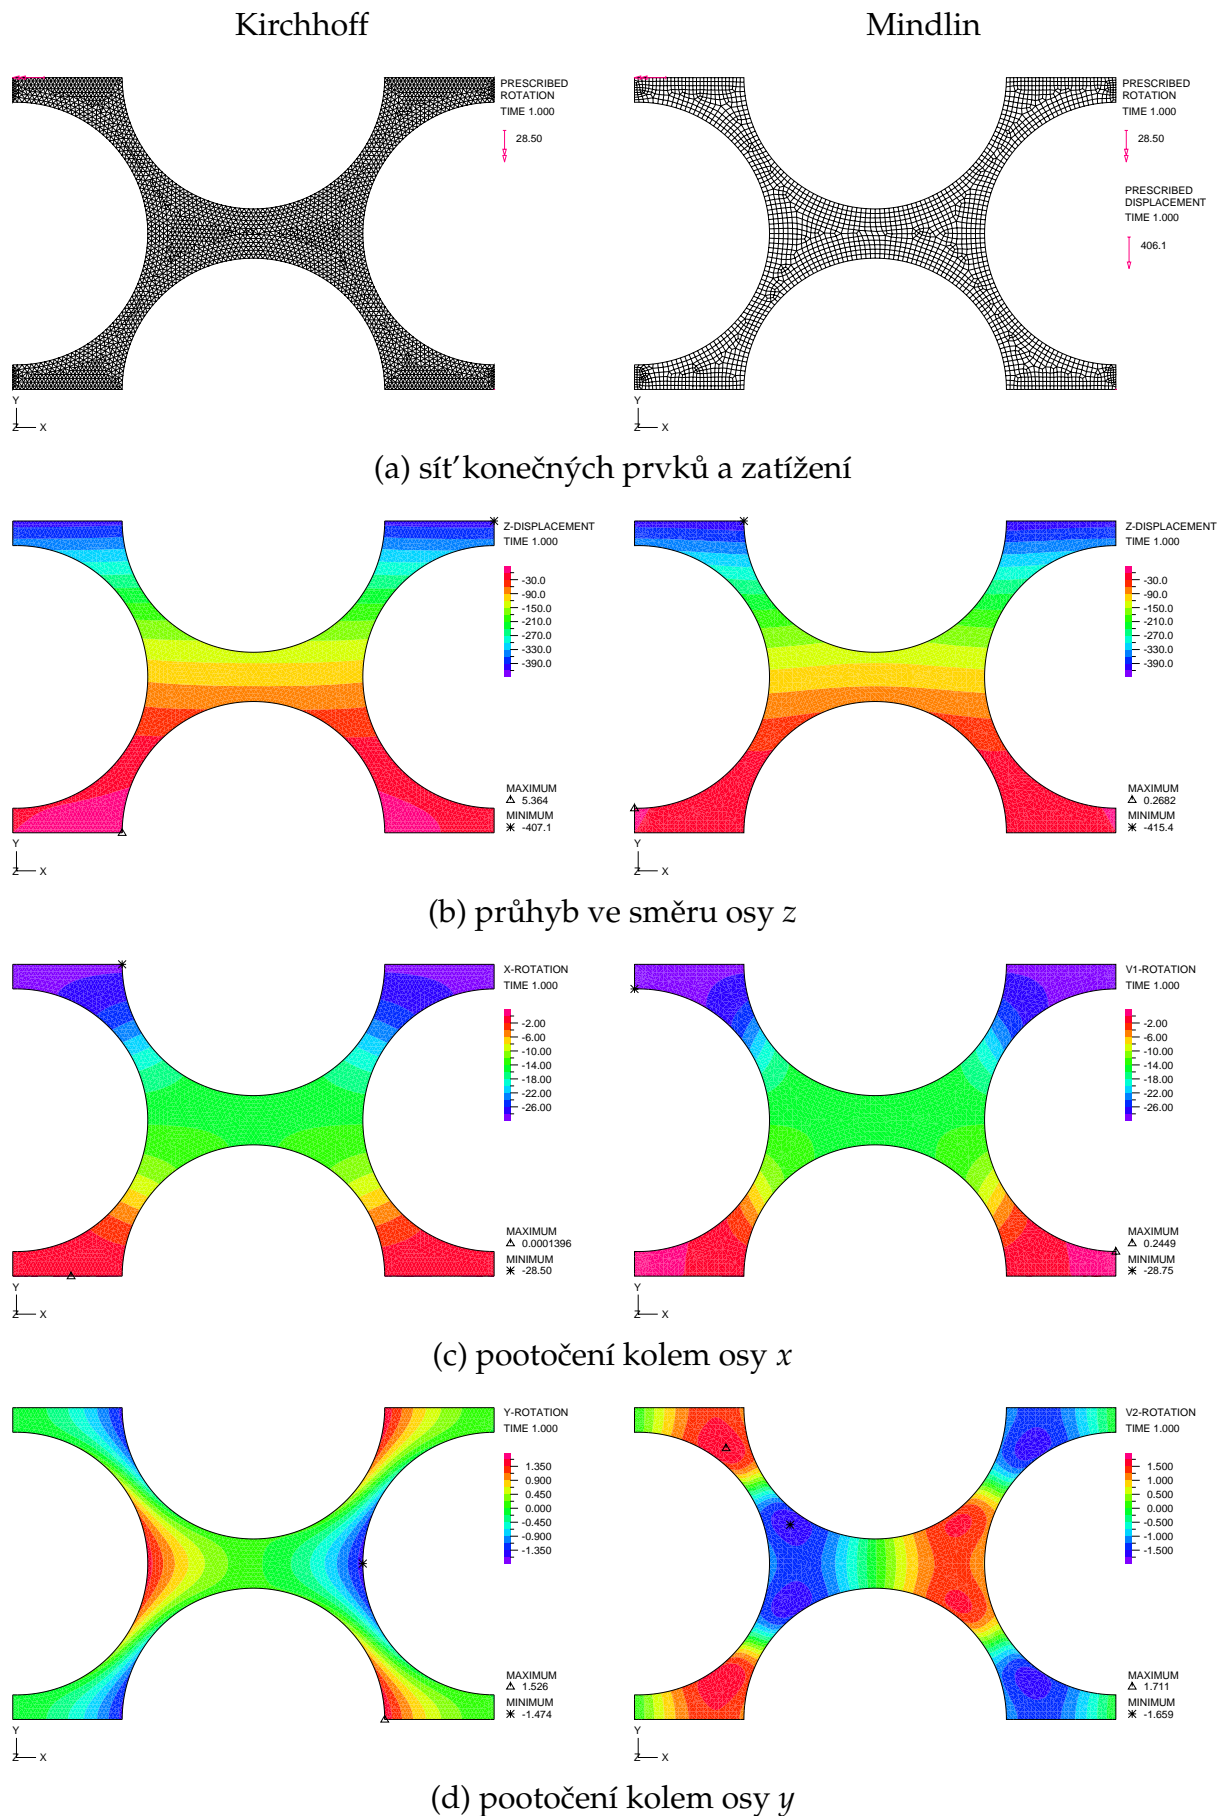 Kirchhoff
Mindlin
PRESCRIBED
ROTATION
TIME 1.000
28.50
PRESCRIBED
ROTATION
TIME 1.000
28.50
PRESCRIBED
DISPLACEMENT
TIME 1.000
406.1
Y
Z X
Y
Z X
(a) síť konečných prvků a zatížení
Z-DISPLACEMENT
TIME 1.000
-30.0
-90.0
-150.0
-210.0
-270.0
-330.0
-390.0
MAXIMUM
5.364
MINIMUM
-407.1
Y
Z X
Z-DISPLACEMENT
TIME 1.000
-30.0
-90.0
-150.0
-210.0
-270.0
-330.0
-390.0
MAXIMUM
0.2682
MINIMUM
-415.4
Y
Z X
(b) průhyb ve směru osy z
X-ROTATION
TIME 1.000
-2.00
-6.00
-10.00
-14.00
-18.00
-22.00
-26.00
MAXIMUM
0.0001396
MINIMUM
-28.50
Y
Z X
V1-ROTATION
TIME 1.000
-2.00
-6.00
-10.00
-14.00
-18.00
-22.00
-26.00
MAXIMUM
0.2449
MINIMUM
-28.75
Y
Z X
(c) pootočení kolem osy x
Y-ROTATION
TIME 1.000
1.350
0.900
0.450
0.000
-0.450
-0.900
-1.350
MAXIMUM
1.526
MINIMUM
-1.474
Y
Z X
V2-ROTATION
TIME 1.000
1.500
1.000
0.500
0.000
-0.500
-1.000
-1.500
MAXIMUM
1.711
MINIMUM
-1.659
Y
Z X
(d) pootočení kolem osy y